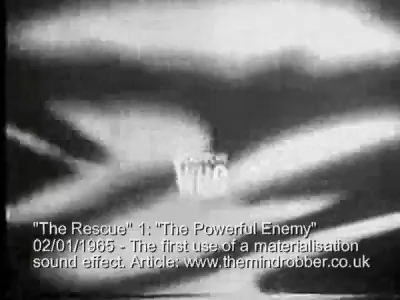 WHO
"The Rescue" 1: "The Powerful Enemy"
02/01/1965 - The first use of a materialisation
sound effect. Article: www.themindrobber.co.uk